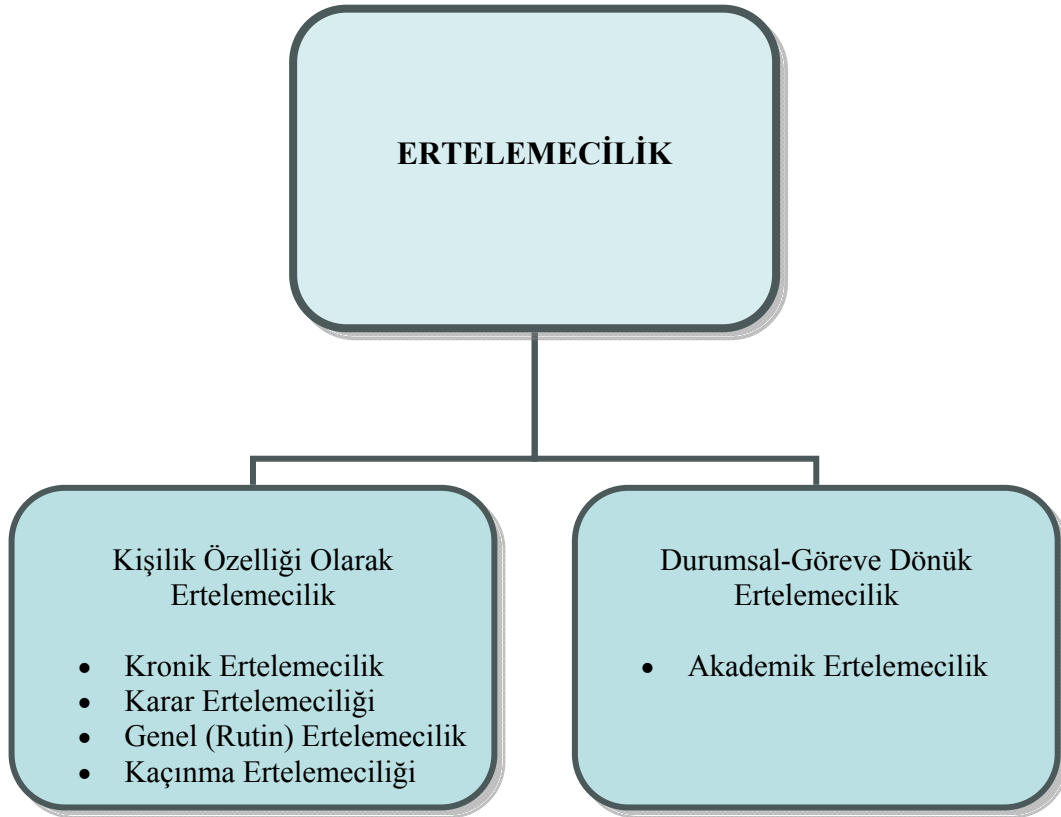 ERTELEMECİLİK
Kişilik Özelliği Olarak
Ertelemecilik
• Kronik Ertelemecilik
• Karar Ertelemeciliği
• Genel (Rutin) Ertelemecilik
• Kaçınma Ertelemeciliği
Durumsal-Göreve Dönük
Ertelemecilik
• Akademik Ertelemecilik